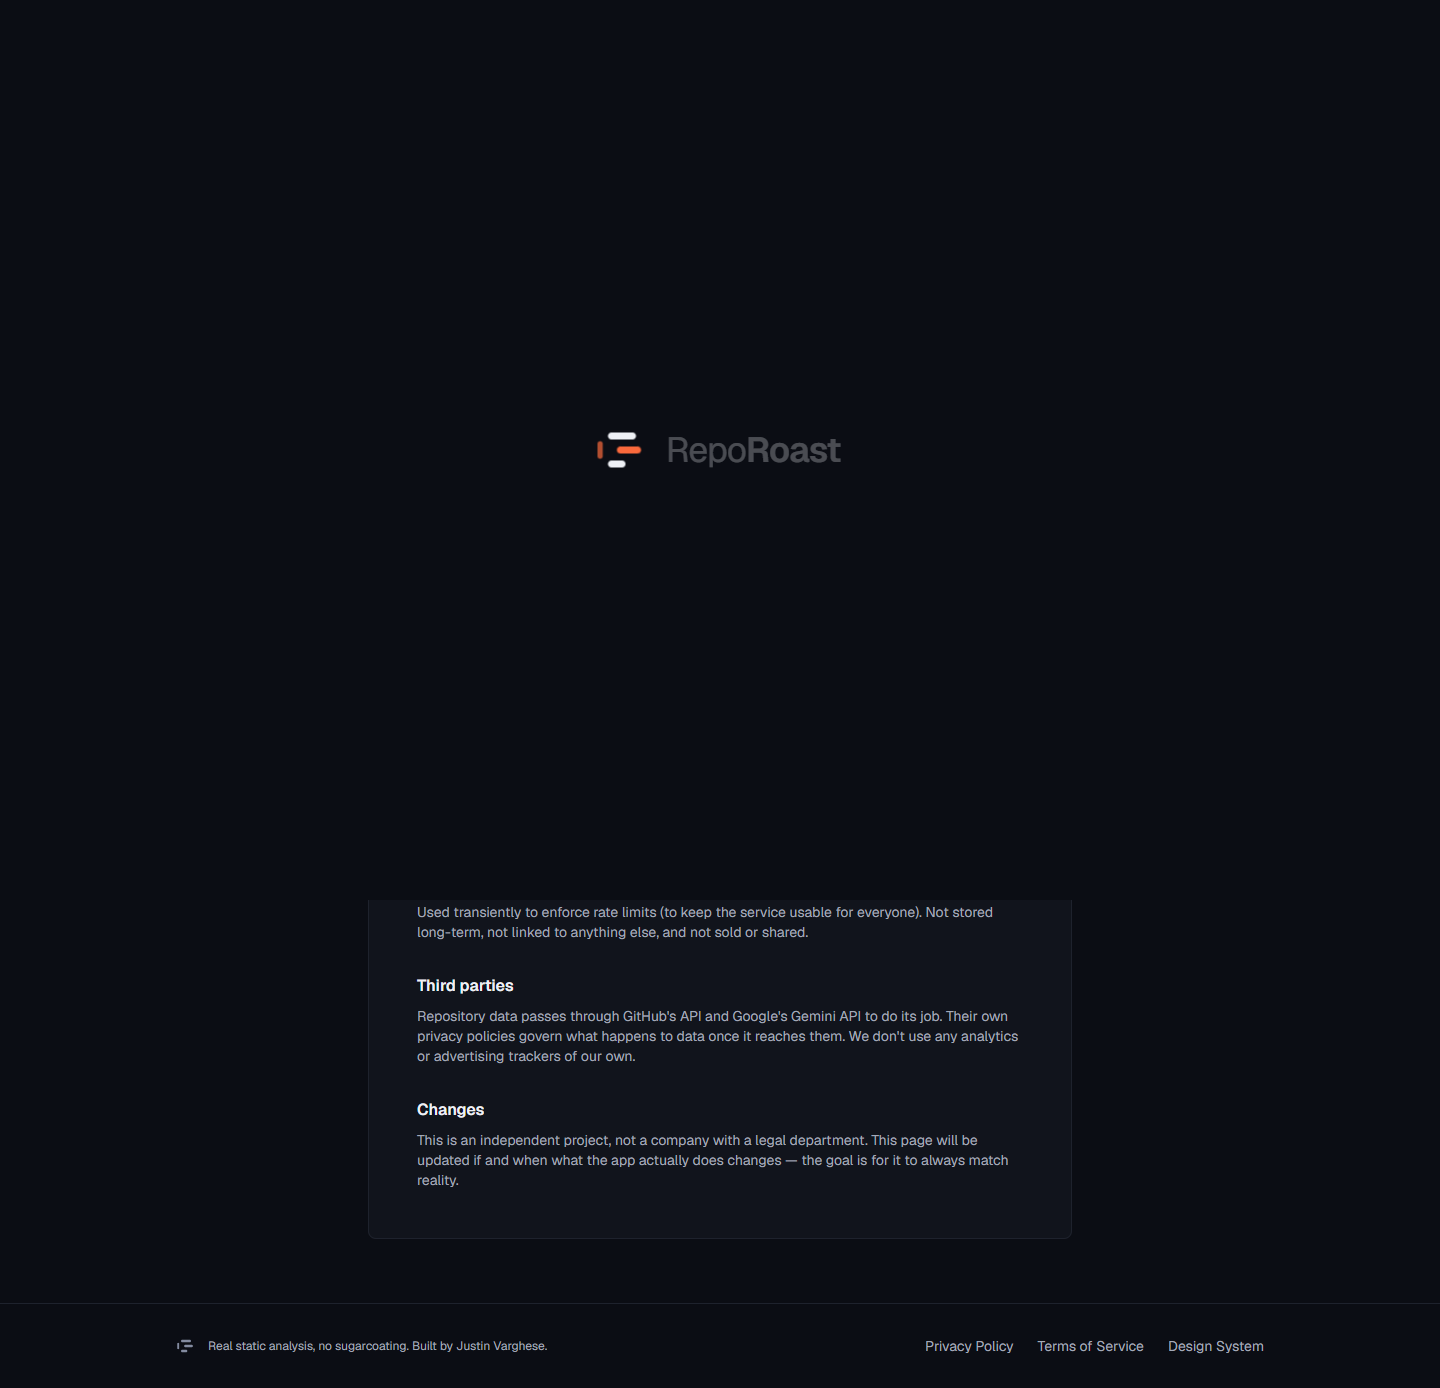 RepoRoast
Used transiently to enforce rate limits (to keep the service usable for everyone). Not stored
long-term, not linked to anything else, and not sold or shared.
Third parties
Repository data passes through GitHub's API and Google's Gemini API to do its job. Their own
privacy policies govern what happens to data once it reaches them. We don't use any analytics
or advertising trackers of our own.
Changes
This is an independent project, not a company with a legal department. This page will be
updated if and when what the app actually does changes — the goal is for it to always match
reality.
Real static analysis, no sugarcoating. Built by Justin Varghese.
Privacy Policy
Terms of Service
Design System